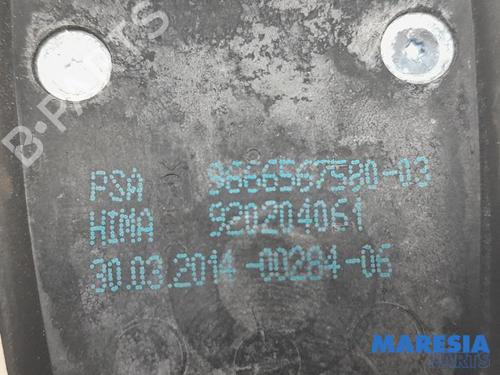 B-PARTS
PSA 9666567580-03
HIMA 920204061
30.03.2014-00284-06
MARESIA
PARTS